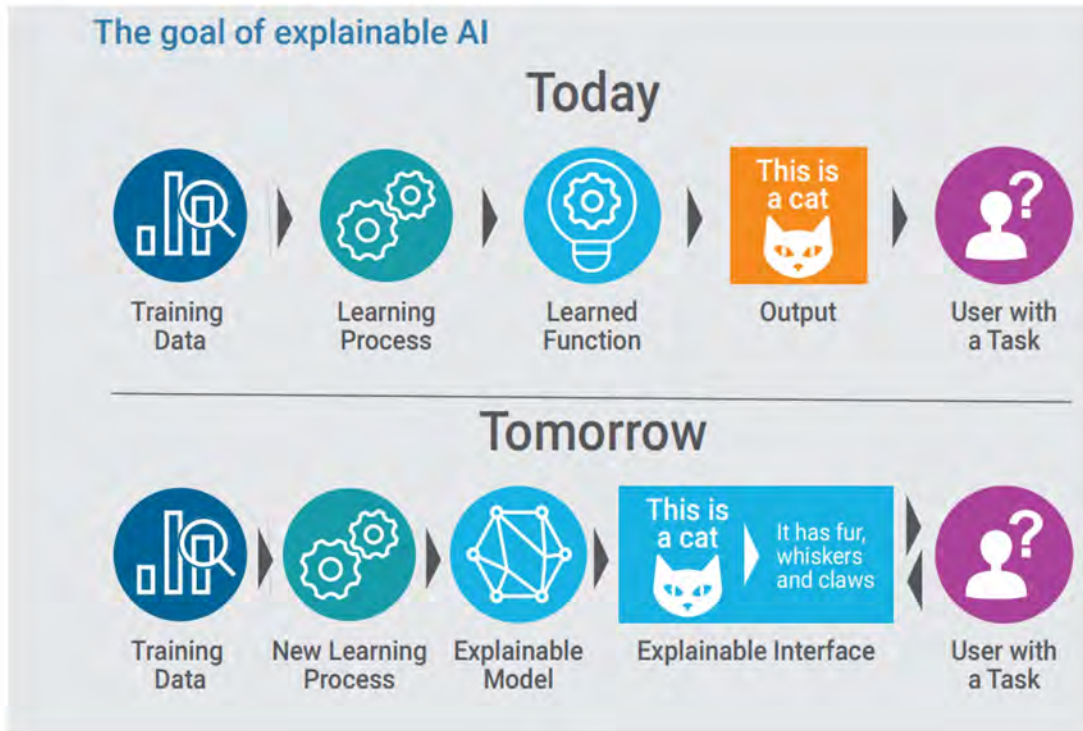 The goal of explainable AI
Today
This is
a cat
Training
Data
Learning
Process
Learned
Function
Output
User with
a Task
Tomorrow
This is
a cat
It has fur,
whiskers
and claws
Training
Data
New Learning
Process
Explainable
Model
Explainable Interface
User with
a Task